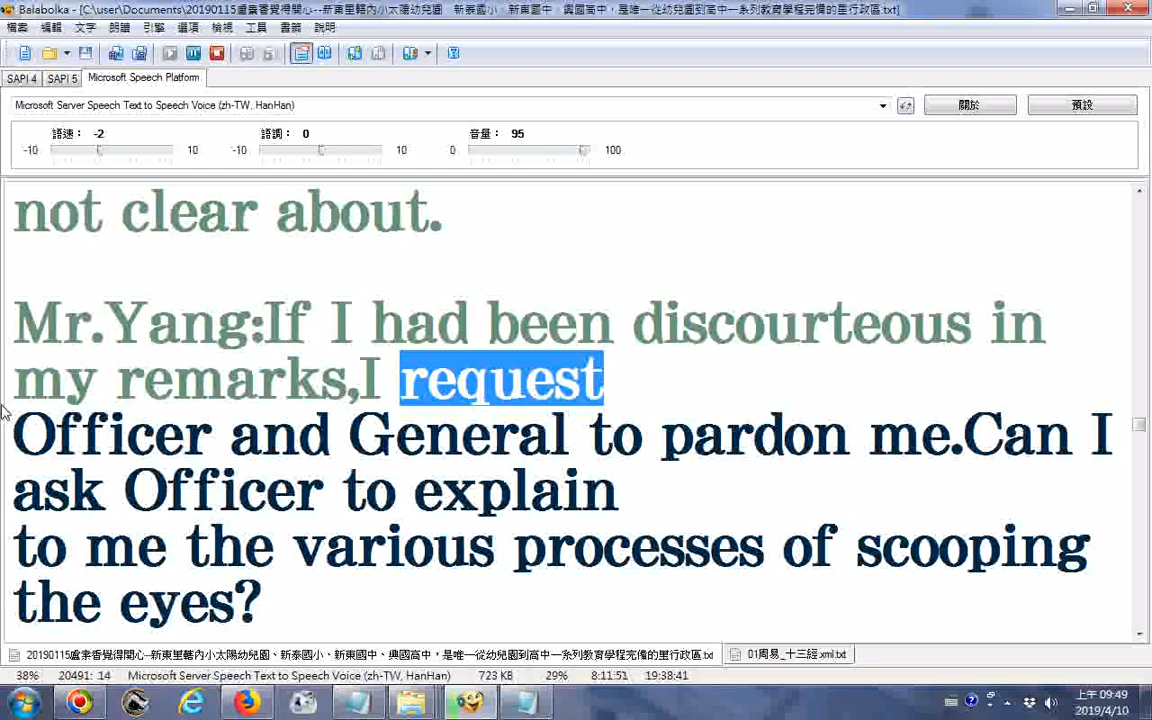 Balabolka - [C:\user\Documents\20190115盧素香覺得開心--新東里轄內小太陽幼兒園、新泰國小、新東國中、興國高中，是唯一從幼兒園到高中一系列教育學程完備的里行政區.txt]
檔案 編輯 文字 朗讀 引擎 選項 檢視 工具 書籤 說明
SAPI 4 SAPI 5 Microsoft Speech Platform
Microsoft Server Speech Text to Speech Voice (zh-TW, HanHan) 關於 預設
語速： -2 語調： 0 音量： 95
-10 10 -10 10 0 100
not clear about.
Mr.Yang:If I had been discourteous in
my remarks,I request
Officer and General to pardon me.Can I
ask Officer to explain
to me the various processes of scooping
the eyes?
20190115盧素香覺得開心--新東里轄內小太陽幼兒園、新泰國小、新東國中、興國高中，是唯一從幼兒園到高中一系列教育學程完備的里行政區.txt 01周易_十三經.xml.txt
38% 20491: 14 Microsoft Server Speech Text to Speech Voice (zh-TW, HanHan) 723 KB 29% 8:11:51 19:38:41
上午 09:49
2019/4/10